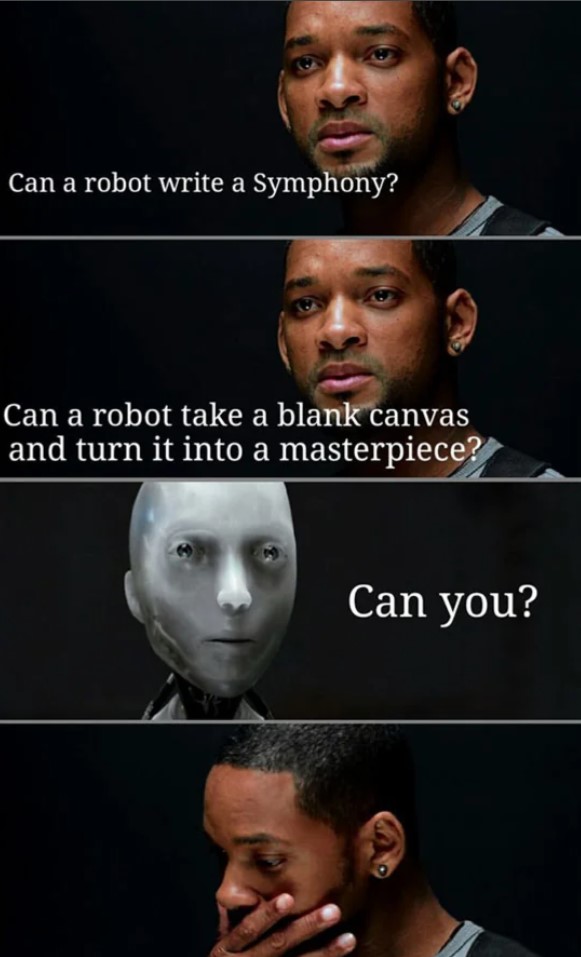 Can a robot write a Symphony?
Can a robot take a blank canvas
and turn it into a masterpiece?
Can you?